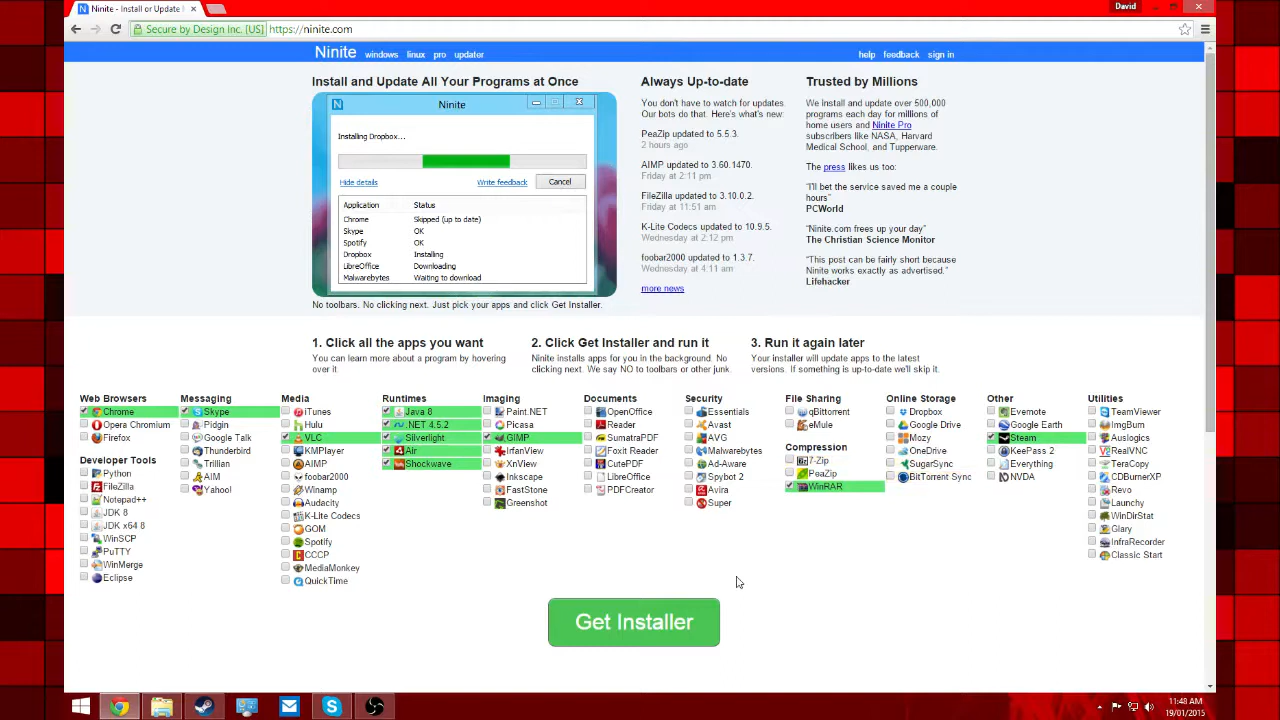 Ninite - Install or Update
David
Secure by Design Inc. [US] https://ninite.com
Ninite windows linux pro updater help feedback sign in
Install and Update All Your Programs at Once
Ninite
Installing Dropbox...
Hide details Write feedback Cancel
Application Status
Chrome Skipped (up to date)
Skype OK
Spotify OK
Dropbox Installing
LibreOffice Downloading
Malwarebytes Waiting to download
No toolbars. No clicking next. Just pick your apps and click Get Installer.
Always Up-to-date
You don't have to watch for updates.
Our bots do that. Here's what's new:
PeaZip updated to 5.5.3.
2 hours ago
AIMP updated to 3.60.1470.
Friday at 2:11 pm
FileZilla updated to 3.10.0.2.
Friday at 11:51 am
K-Lite Codecs updated to 10.9.5.
Wednesday at 2:12 pm
foobar2000 updated to 1.3.7.
Wednesday at 4:11 am
more news
Trusted by Millions
We install and update over 500,000
programs each day for millions of
home users and Ninite Pro
subscribers like NASA, Harvard
Medical School, and Tupperware.
The press likes us too:
"I'll bet the service saved me a couple
hours"
PCWorld
"Ninite.com frees up your day"
The Christian Science Monitor
"This post can be fairly short because
Ninite works exactly as advertised."
Lifehacker
1. Click all the apps you want
You can learn more about a program by hovering
over it.
2. Click Get Installer and run it
Ninite installs apps for you in the background. No
clicking next. We say NO to toolbars or other junk.
3. Run it again later
Your installer will update apps to the latest
versions. If something is up-to-date we'll skip it.
Web Browsers
Chrome
Opera Chromium
Firefox
Developer Tools
Python
FileZilla
Notepad++
JDK 8
JDK x64 8
WinSCP
PuTTY
WinMerge
Eclipse
Messaging
Skype
Pidgin
Google Talk
Thunderbird
Trillian
AIM
Yahoo!
Media
iTunes
Hulu
VLC
KMPlayer
AIMP
foobar2000
Winamp
Audacity
K-Lite Codecs
GOM
Spotify
CCCP
MediaMonkey
QuickTime
Runtimes
Java 8
.NET 4.5.2
Silverlight
Air
Shockwave
Imaging
Paint.NET
Picasa
GIMP
IrfanView
XnView
Inkscape
FastStone
Greenshot
Documents
OpenOffice
Reader
SumatraPDF
Foxit Reader
CutePDF
LibreOffice
PDFCreator
Security
Essentials
Avast
AVG
Malwarebytes
Ad-Aware
Spybot 2
Avira
Super
File Sharing
qBittorrent
eMule
Compression
7-Zip
PeaZip
WinRAR
Online Storage
Dropbox
Google Drive
Mozy
OneDrive
SugarSync
BitTorrent Sync
Other
Evernote
Google Earth
Steam
KeePass 2
Everything
NVDA
Utilities
TeamViewer
ImgBurn
Auslogics
RealVNC
TeraCopy
CDBurnerXP
Revo
Launchy
WinDirStat
Glary
InfraRecorder
Classic Start
Get Installer
11:48 AM
19/01/2015